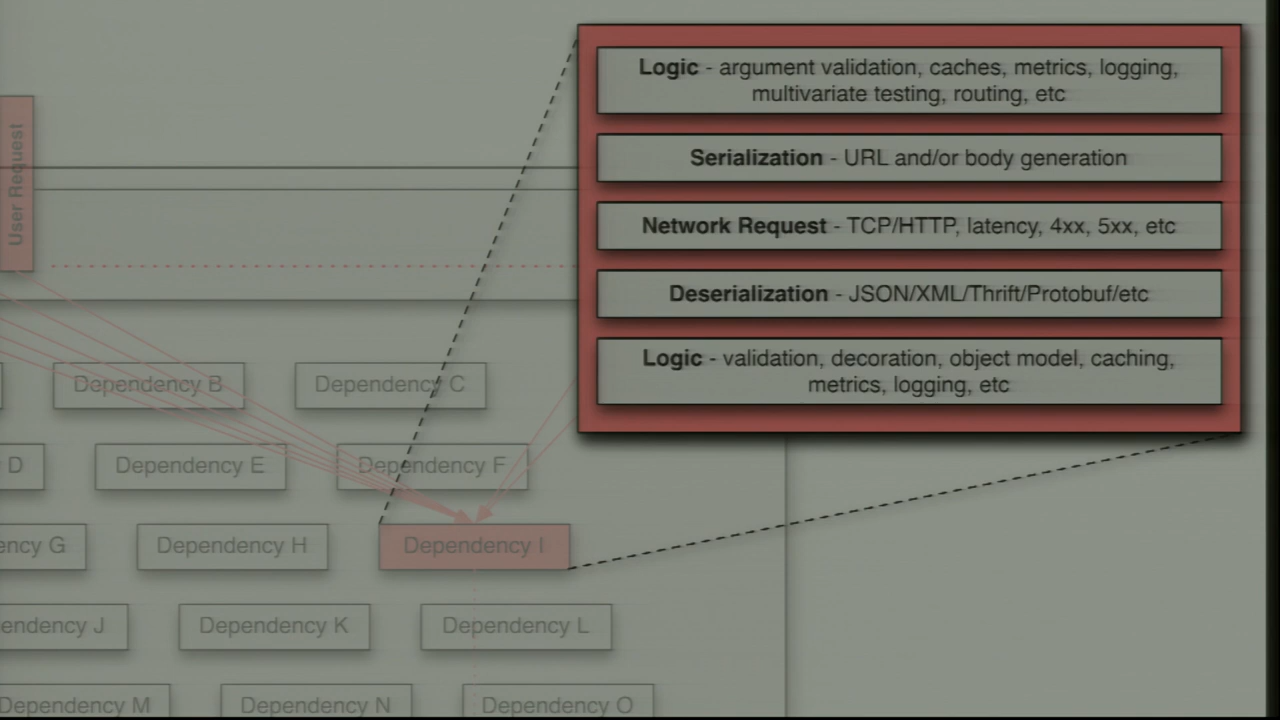 Logic - argument validation, caches, metrics, logging,
multivariate testing, routing, etc
Serialization - URL and/or body generation
Network Request - TCP/HTTP, latency, 4xx, 5xx, etc
Deserialization - JSON/XML/Thrift/Protobuf/etc
Logic - validation, decoration, object model, caching,
metrics, logging, etc
User Request
Dependency B
Dependency C
D
Dependency E
Dependency F
ency G
Dependency H
Dependency I
endency J
Dependency K
Dependency L
Dependency M
Dependency N
Dependency O